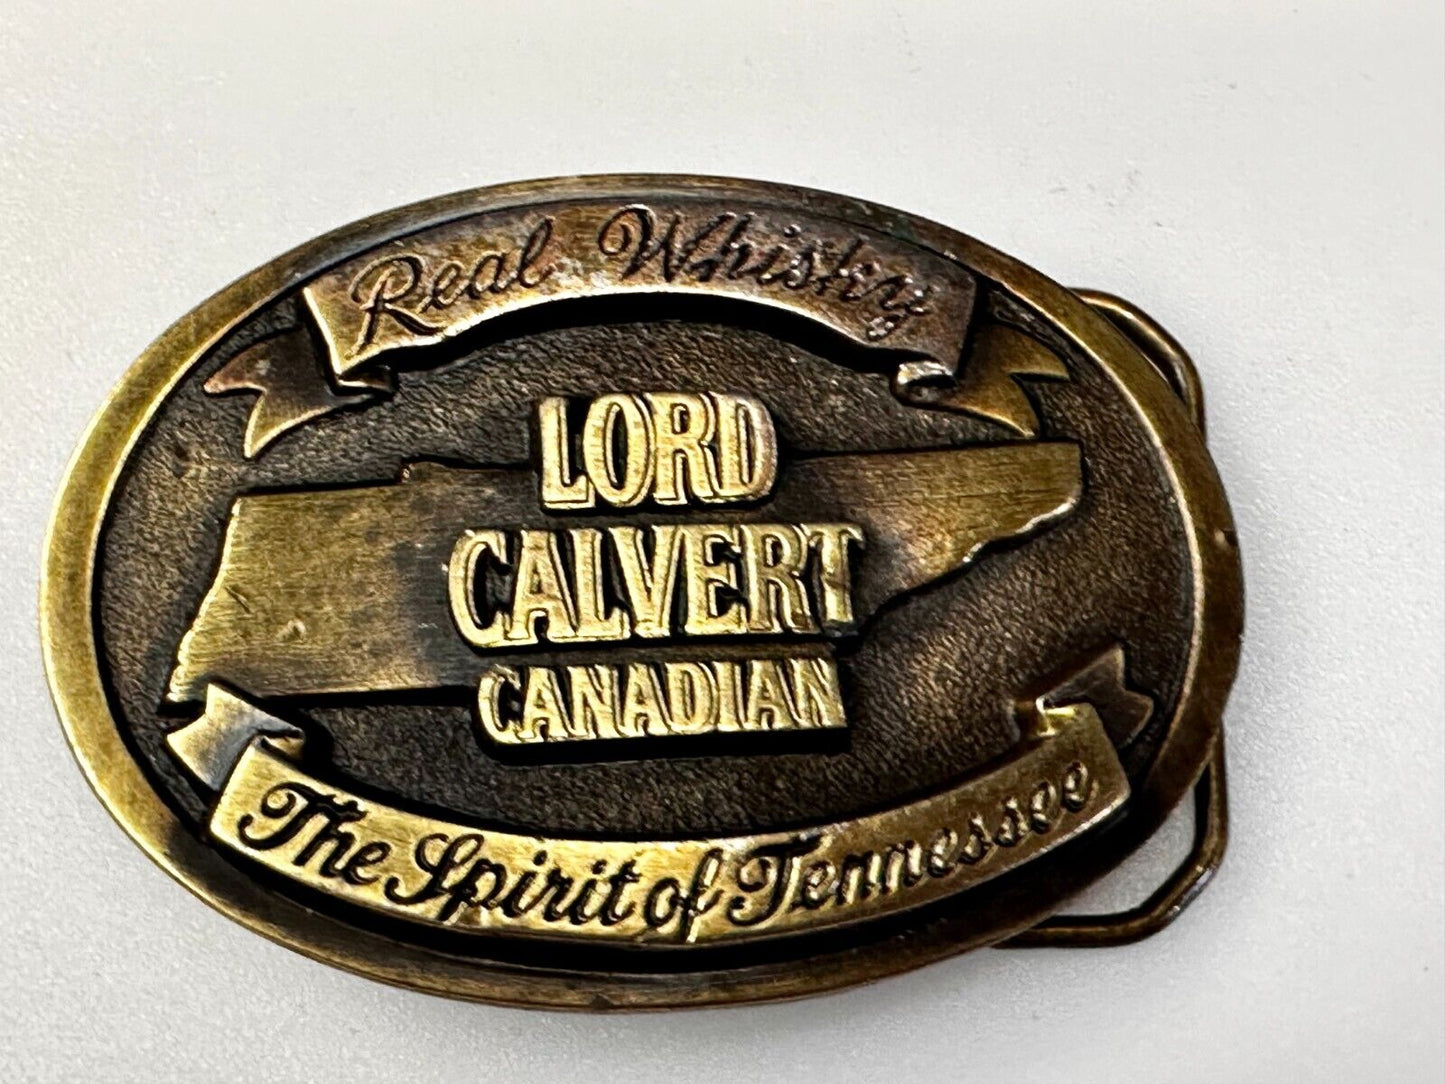 Real Whisky
LORD
CALVERT
CANADIAN
The Spirit of Tennessee